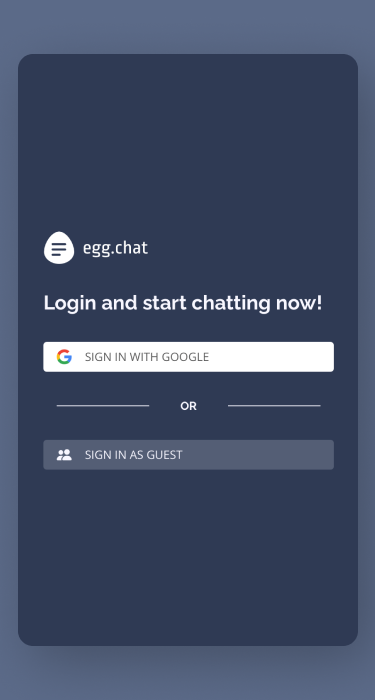 egg.chat
Login and start chatting now!
SIGN IN WITH GOOGLE
OR
SIGN IN AS GUEST